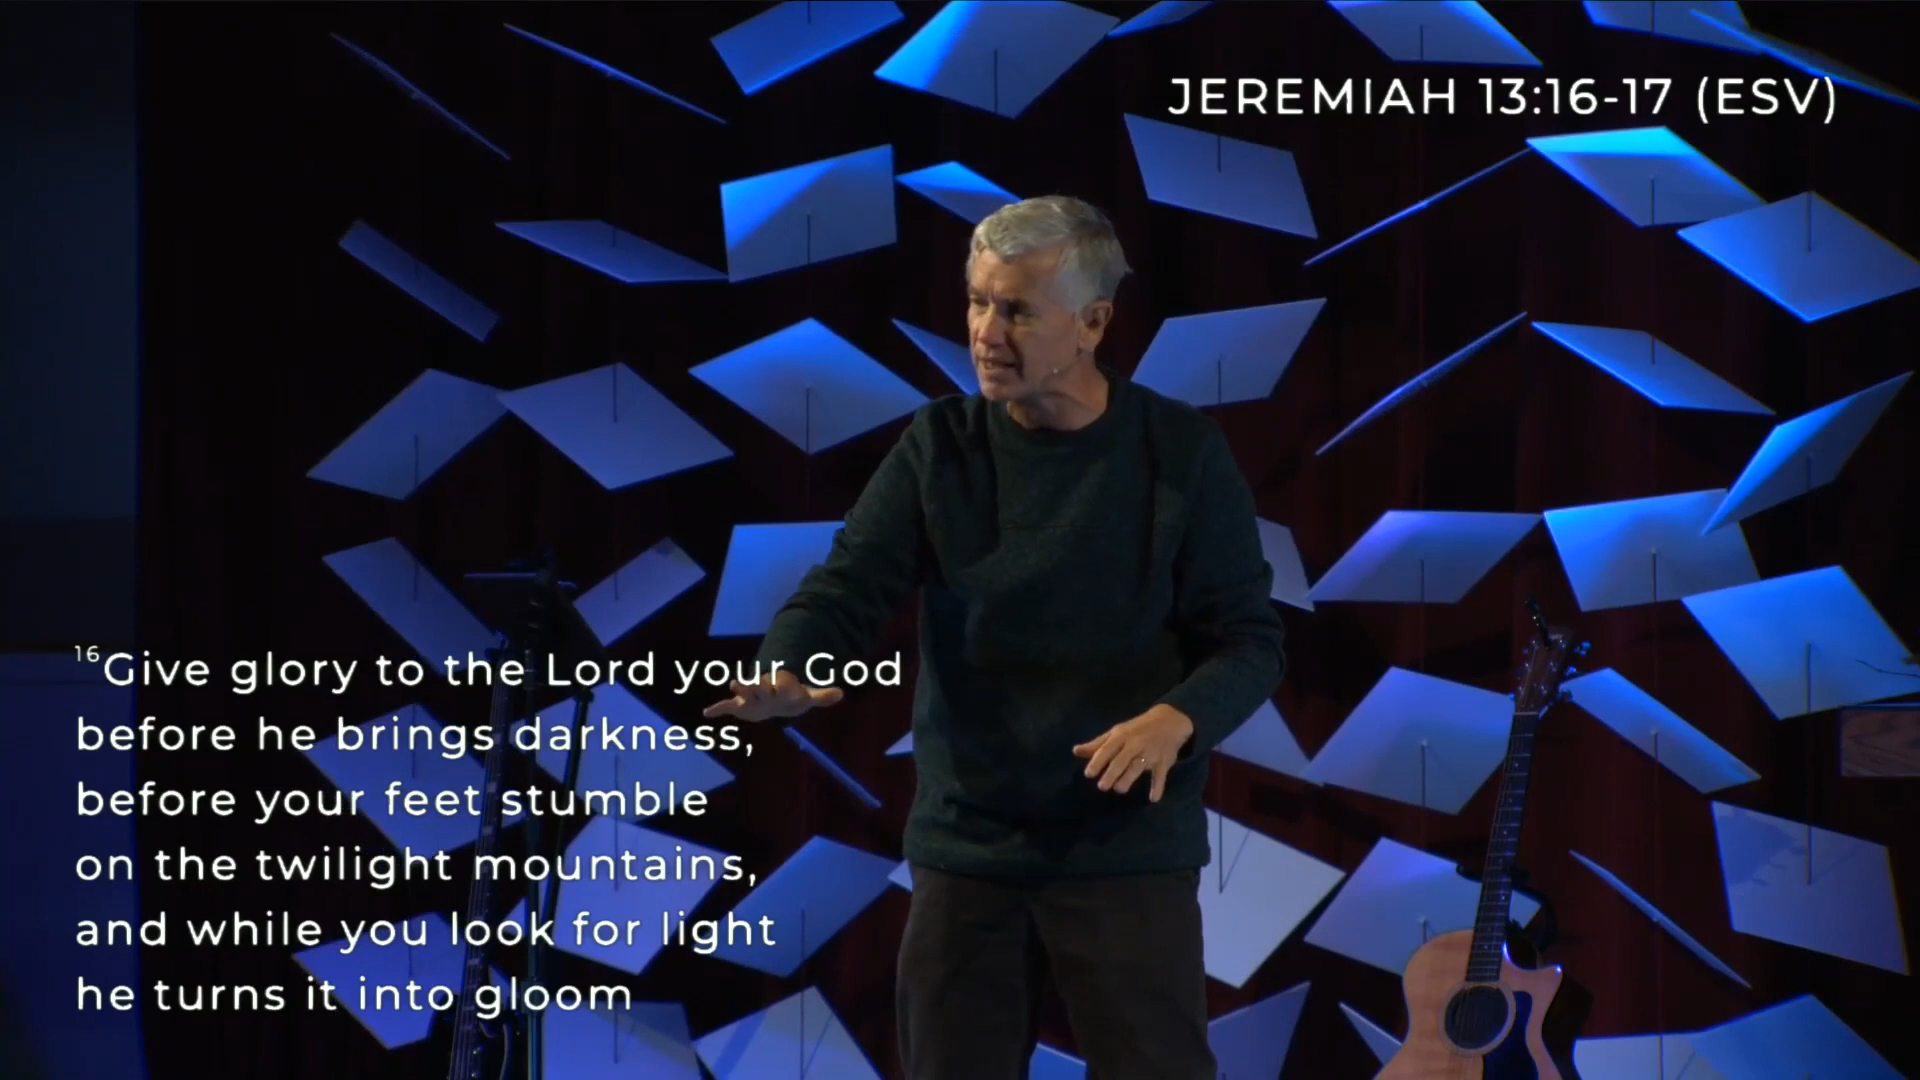 JEREMIAH 13:16-17 (ESV)
16Give glory to the Lord your God
before he brings darkness,
before your feet stumble
on the twilight mountains,
and while you look for light
he turns it into gloom